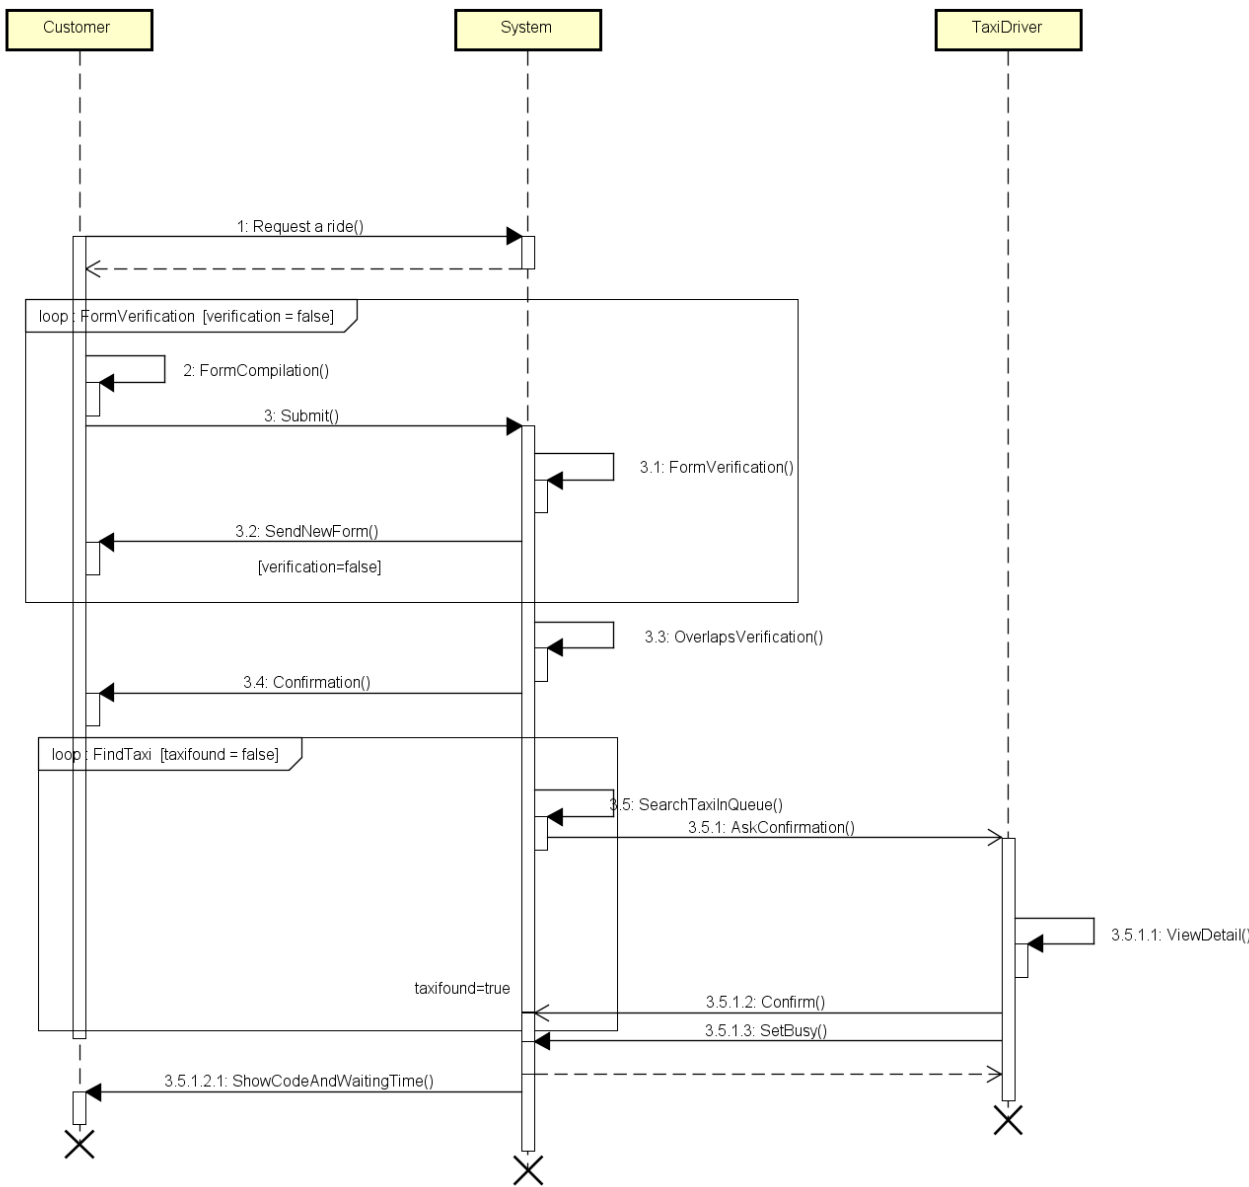 Customer
System
TaxiDriver
1: Request a ride()
loop : FormVerification [verification = false]
2: FormCompilation()
3: Submit()
3.1: FormVerification()
3.2: SendNewForm()
[verification=false]
3.3: OverlapsVerification()
3.4: Confirmation()
loop : FindTaxi [taxifound = false]
3.5: SearchTaxiInQueue()
3.5.1: AskConfirmation()
3.5.1.1: ViewDetail()
taxifound=true
3.5.1.2: Confirm()
3.5.1.3: SetBusy()
3.5.1.2.1: ShowCodeAndWaitingTime()